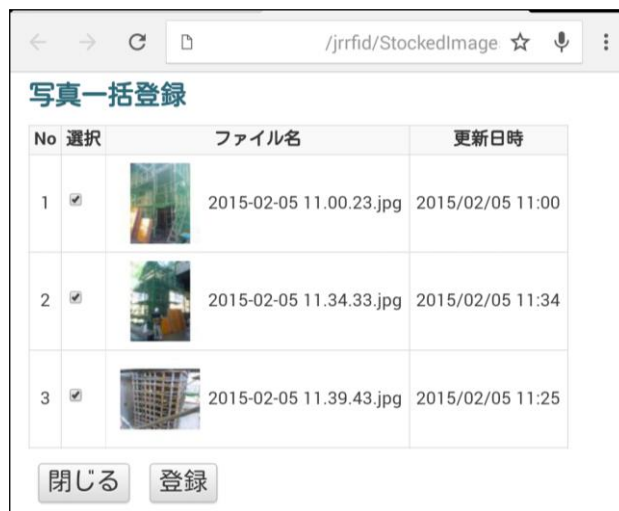 /jrrfid/StockedImage
写真一括登録
No 選択 ファイル名 更新日時
1 2015-02-05 11.00.23.jpg 2015/02/05 11:00
2 2015-02-05 11.34.33.jpg 2015/02/05 11:34
3 2015-02-05 11.39.43.jpg 2015/02/05 11:25
閉じる 登録